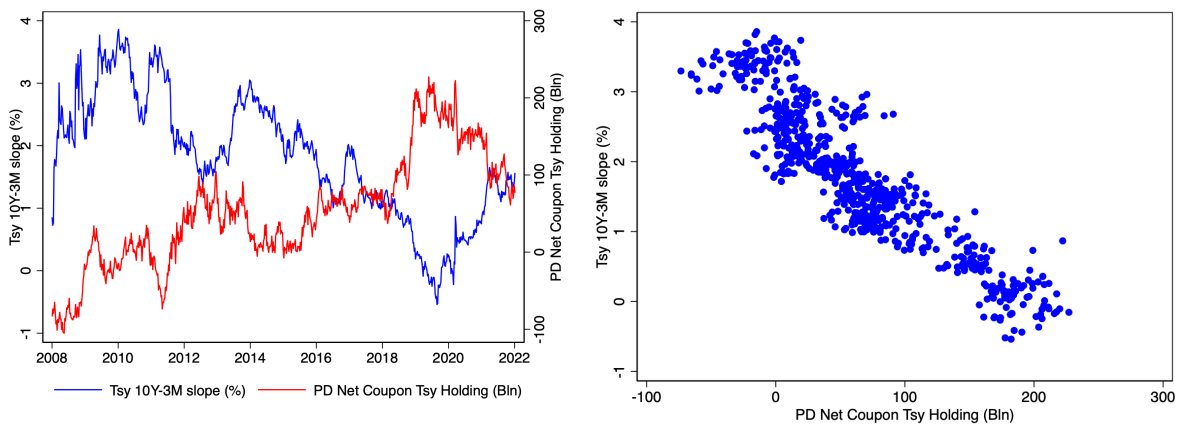 4
3
2
1
0
-1
Tsy 10Y-3M slope (%)
300
200
100
0
-100
PD Net Coupon Tsy Holding (Bln)
2008 2010 2012 2014 2016 2018 2020 2022
Tsy 10Y-3M slope (%) PD Net Coupon Tsy Holding (Bln)
4
3
2
1
0
-1
Tsy 10Y-3M slope (%)
-100 0 100 200 300
PD Net Coupon Tsy Holding (Bln)